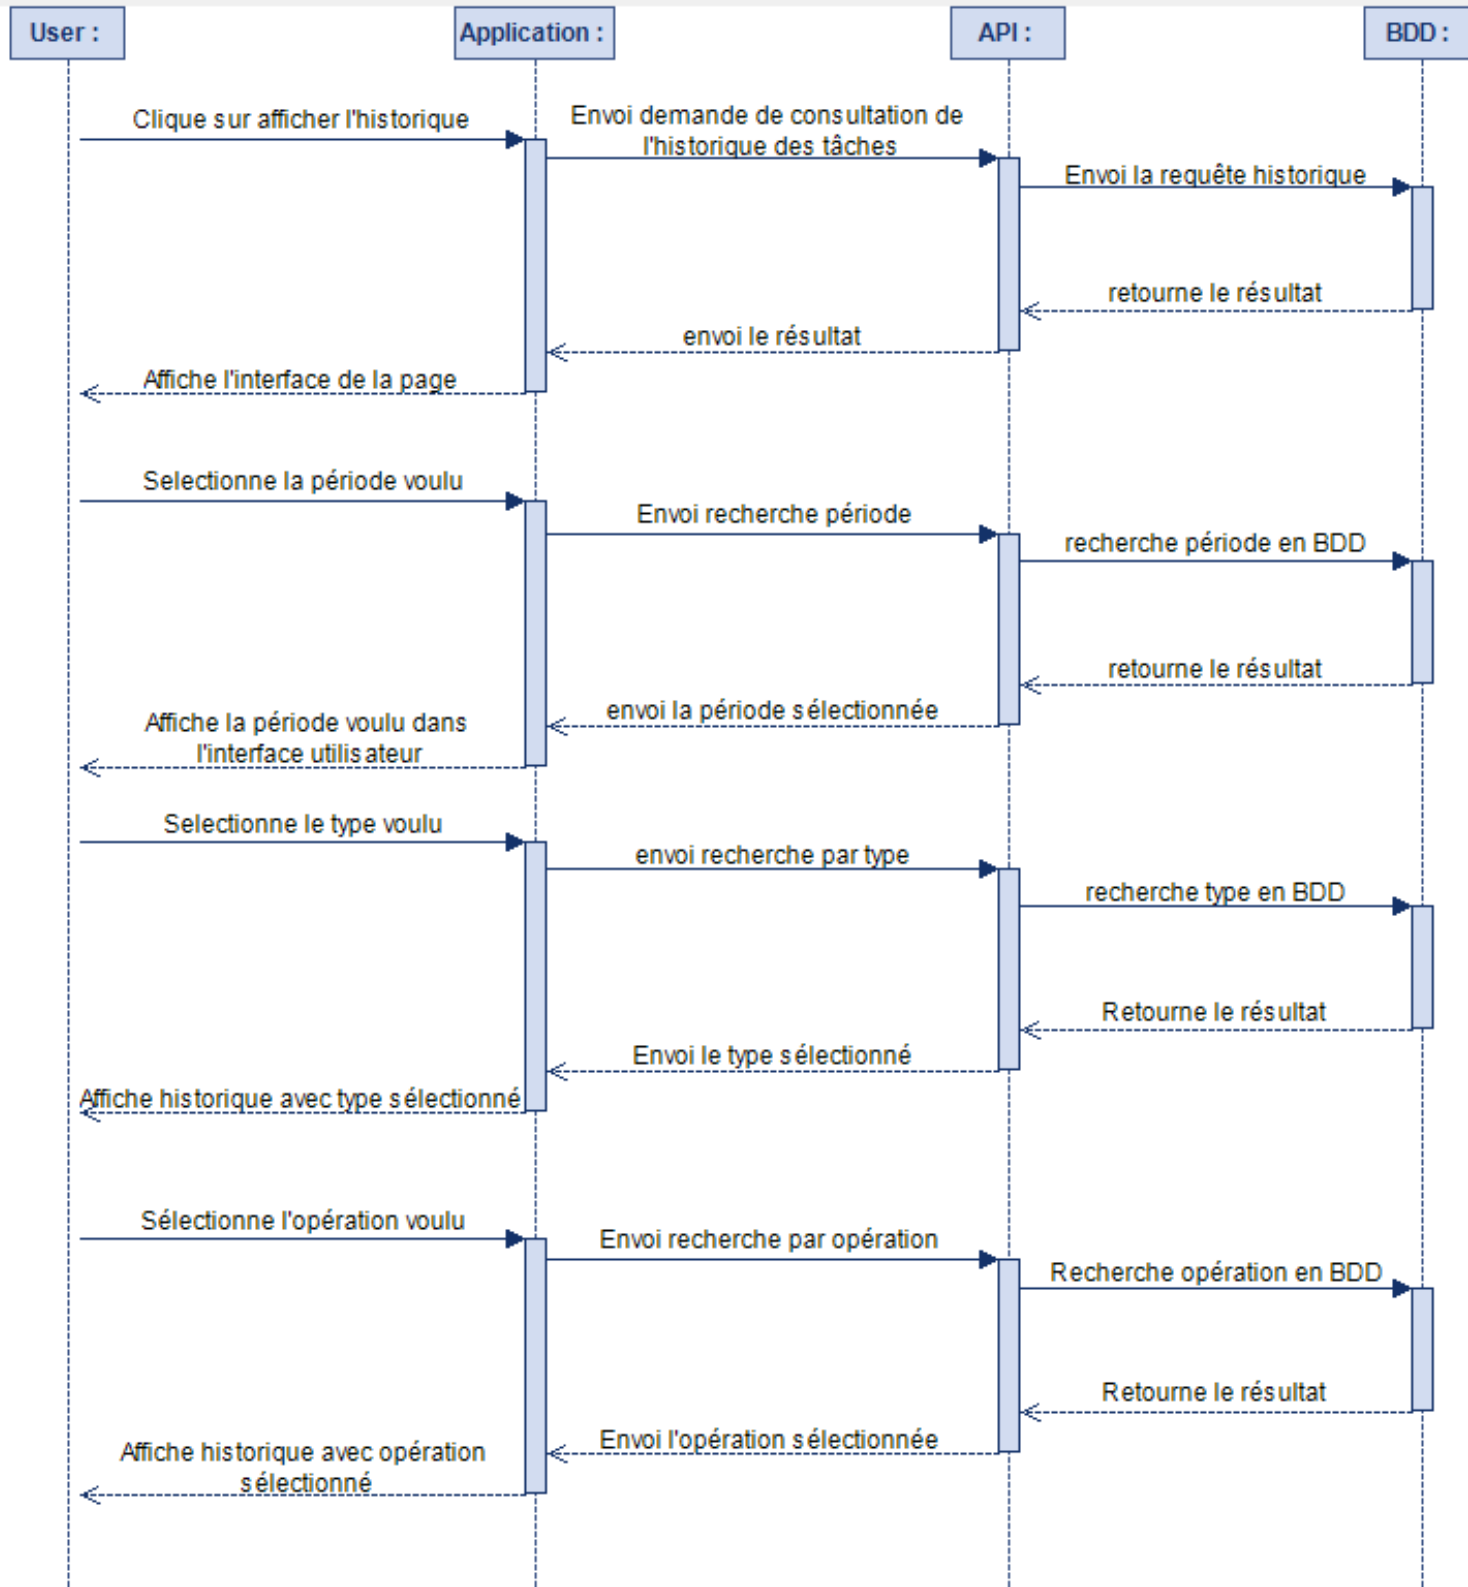 User :
Application :
API :
BDD :
Clique sur afficher l'historique
Envoi demande de consultation de
l'historique des tâches
Envoi la requête historique
retourne le résultat
envoi le résultat
Affiche l'interface de la page
Selectionne la période voulu
Envoi recherche période
recherche période en BDD
retourne le résultat
envoi la période sélectionnée
Affiche la période voulu dans
l'interface utilisateur
Selectionne le type voulu
envoi recherche par type
recherche type en BDD
Retourne le résultat
Envoi le type sélectionné
Affiche historique avec type sélectionné
Sélectionne l'opération voulu
Envoi recherche par opération
Recherche opération en BDD
Retourne le résultat
Envoi l'opération sélectionnée
Affiche historique avec opération
sélectionné